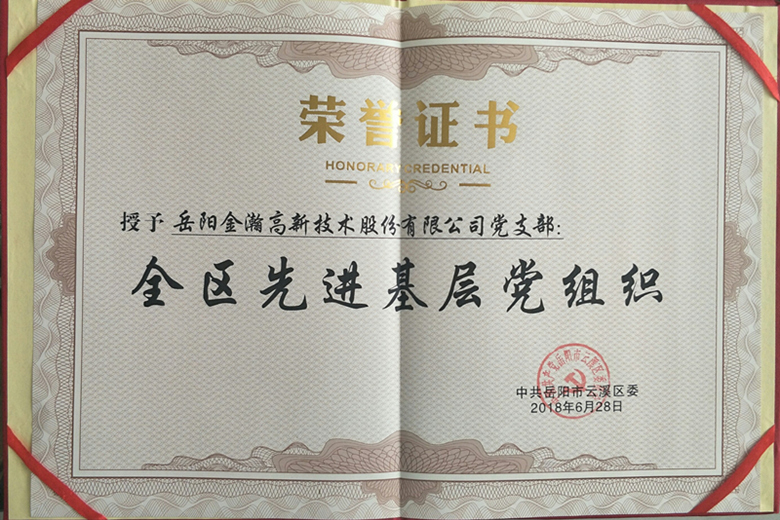 荣誉证书
HONORARY CREDENTIAL
授予 岳阳金瀚高新技术股份有限公司党支部:
全区先进基层党组织
中共岳阳市云溪区委
2018年6月28日